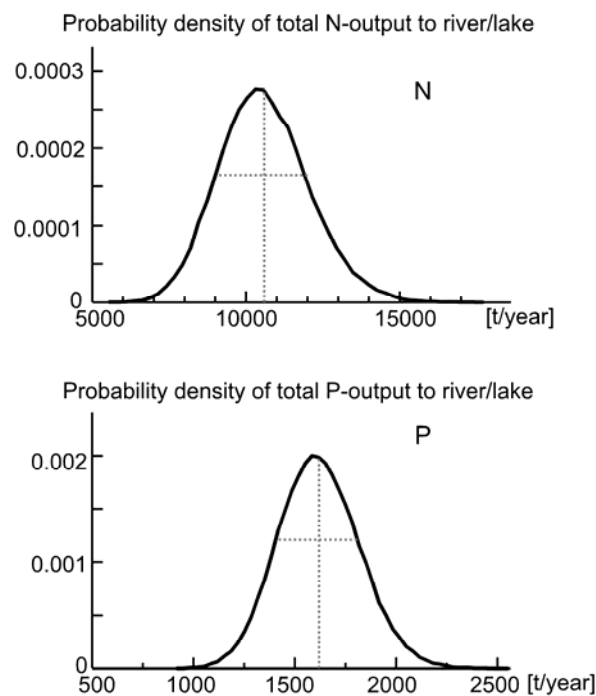 Probability density of total N-output to river/lake
0.0003
N
0.0002
0.0001
0
5000 10000 15000 [t/year]
Probability density of total P-output to river/lake
P
0.002
0.001
0
500 1000 1500 2000 2500 [t/year]